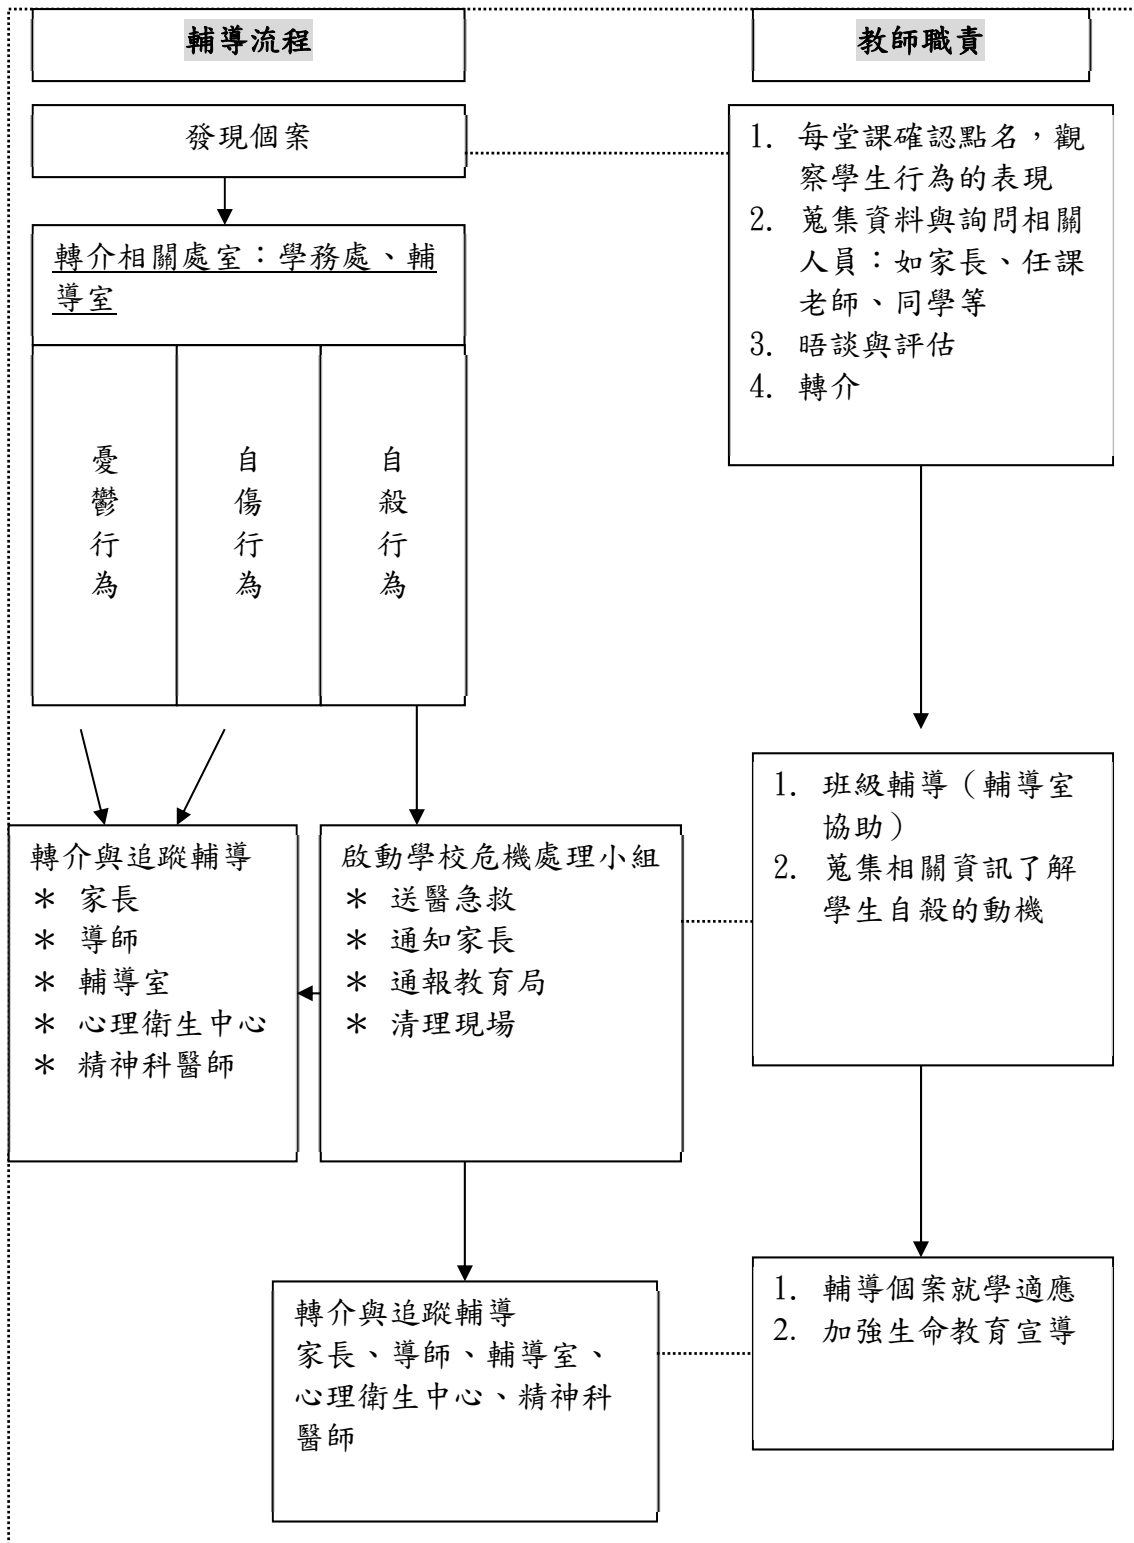 輔導流程
教師職責
發現個案
1. 每堂課確認點名，觀
察學生行為的表現
2. 蒐集資料與詢問相關
人員：如家長、任課
老師、同學等
3. 晤談與評估
4. 轉介
轉介相關處室：學務處、輔
導室
憂鬱行為
自傷行為
自殺行為
1. 班級輔導（輔導室
協助）
2. 蒐集相關資訊了解
學生自殺的動機
轉介與追蹤輔導
＊ 家長
＊ 導師
＊ 輔導室
＊ 心理衛生中心
＊ 精神科醫師
啟動學校危機處理小組
＊ 送醫急救
＊ 通知家長
＊ 通報教育局
＊ 清理現場
轉介與追蹤輔導
家長、導師、輔導室、
心理衛生中心、精神科
醫師
1. 輔導個案就學適應
2. 加強生命教育宣導